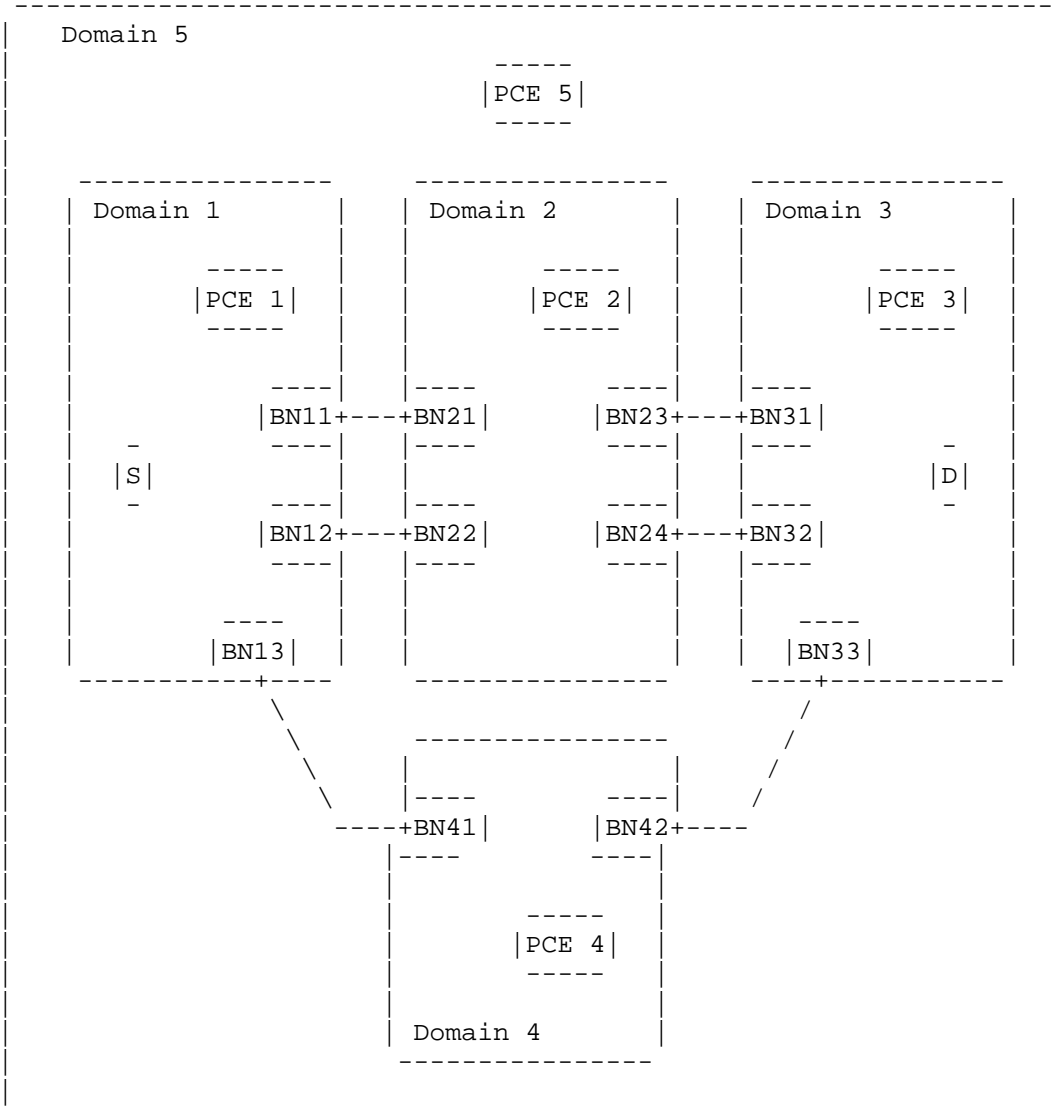 Domain 5
PCE 5
Domain 1 Domain 2 Domain 3
PCE 1 PCE 2 PCE 3
BN11 BN21 BN23 BN31
S D
BN12 BN22 BN24 BN32
BN13 BN33
BN41 BN42
PCE 4
Domain 4